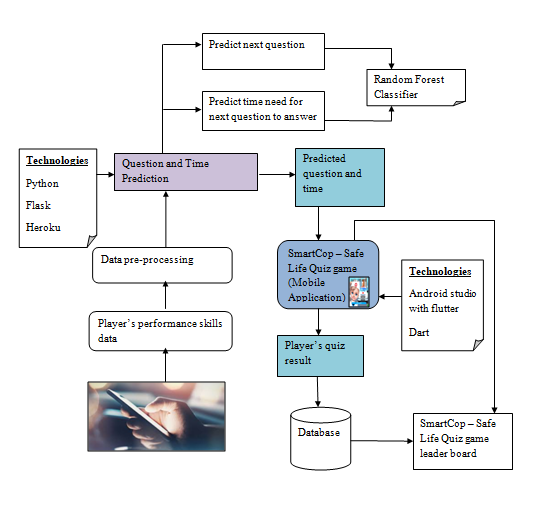 Predict next question
Random Forest
Classifier
Predict time need for
next question to answer
Technologies
Python
Flask
Heroku
Question and Time
Prediction
Predicted
question and
time
Data pre-processing
SmartCop – Safe
Life Quiz game
(Mobile
Application)
Technologies
Android studio
with flutter
Dart
Player's performance skills
data
Player's quiz
result
Database
SmartCop – Safe
Life Quiz game
leader board